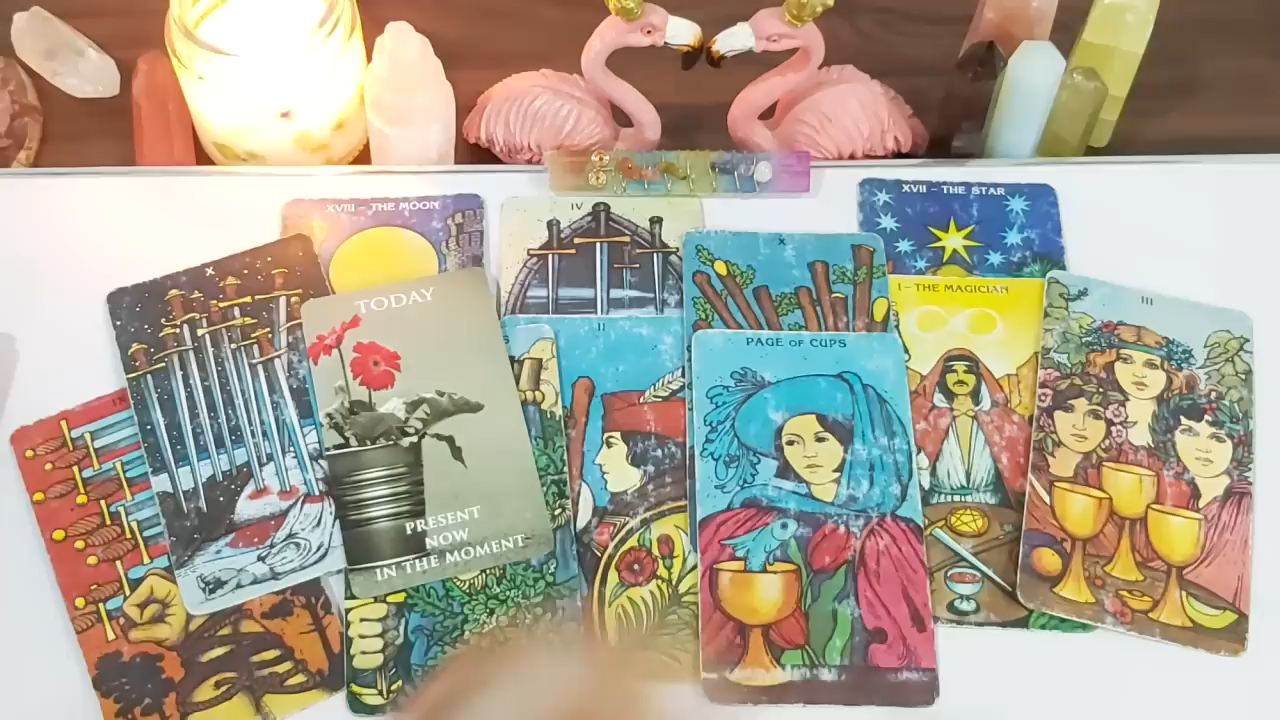 XVIII – THE MOON
IV
XVII – THE STAR
X
X
I – THE MAGICIAN
III
TODAY
II
PAGE OF CUPS
IX
PRESENT
NOW
IN THE MOMENT